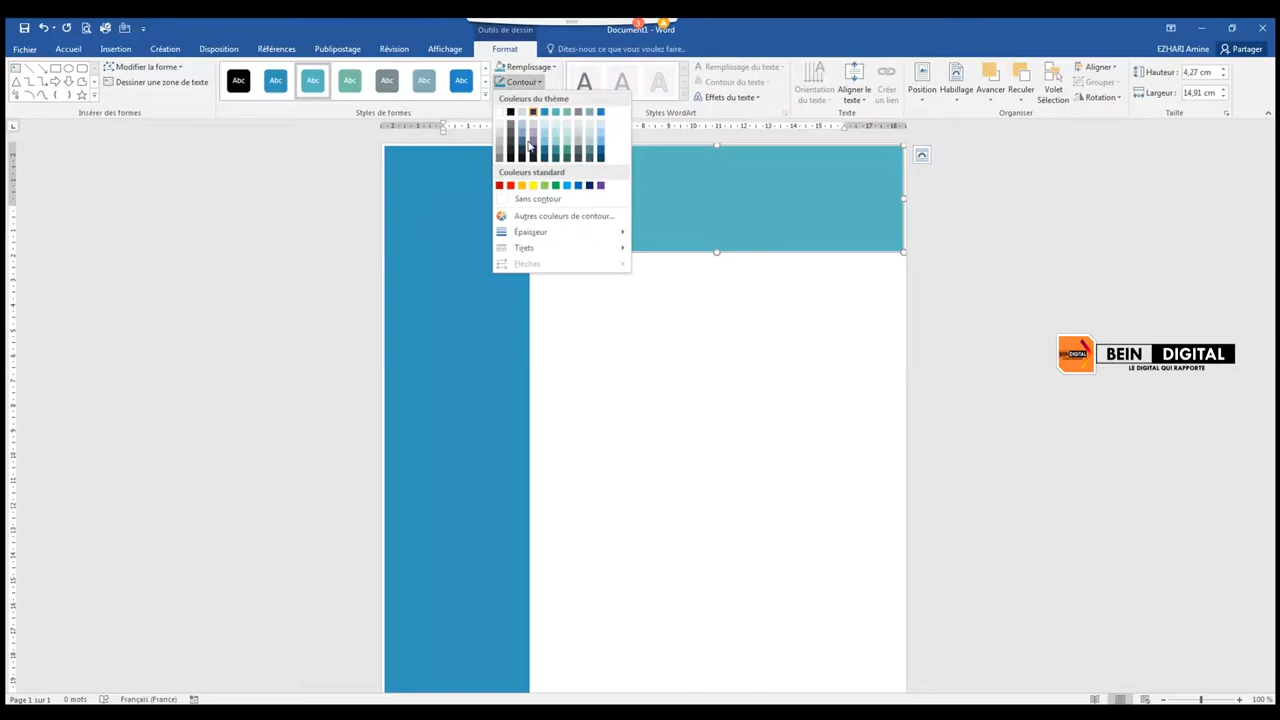 Outils de dessin
Document1 - Word
Fichier Accueil Insertion Création Disposition Références Publipostage Révision Affichage Format Dites-nous ce que vous voulez faire... EZHARI Amine Partager
Modifier la forme
Dessiner une zone de texte
Insérer des formes
Abc Abc Abc Abc Abc Abc Abc
Styles de formes
Remplissage
Contour
A A A
Styles WordArt
Remplissage du texte
Contour du texte
Effets du texte
Orientation du texte
Aligner le texte
Créer un lien
Texte
Position
Habillage
Avancer
Reculer
Volet Sélection
Aligner
Grouper
Rotation
Organiser
Hauteur : 4,27 cm
Largeur : 14,91 cm
Taille
Couleurs du thème
Couleurs standard
Sans contour
Autres couleurs de contour...
Épaisseur
Tirets
Flèches
BEIN DIGITAL
LE DIGITAL QUI RAPPORTE
Page 1 sur 1 0 mots Français (France) 100 %